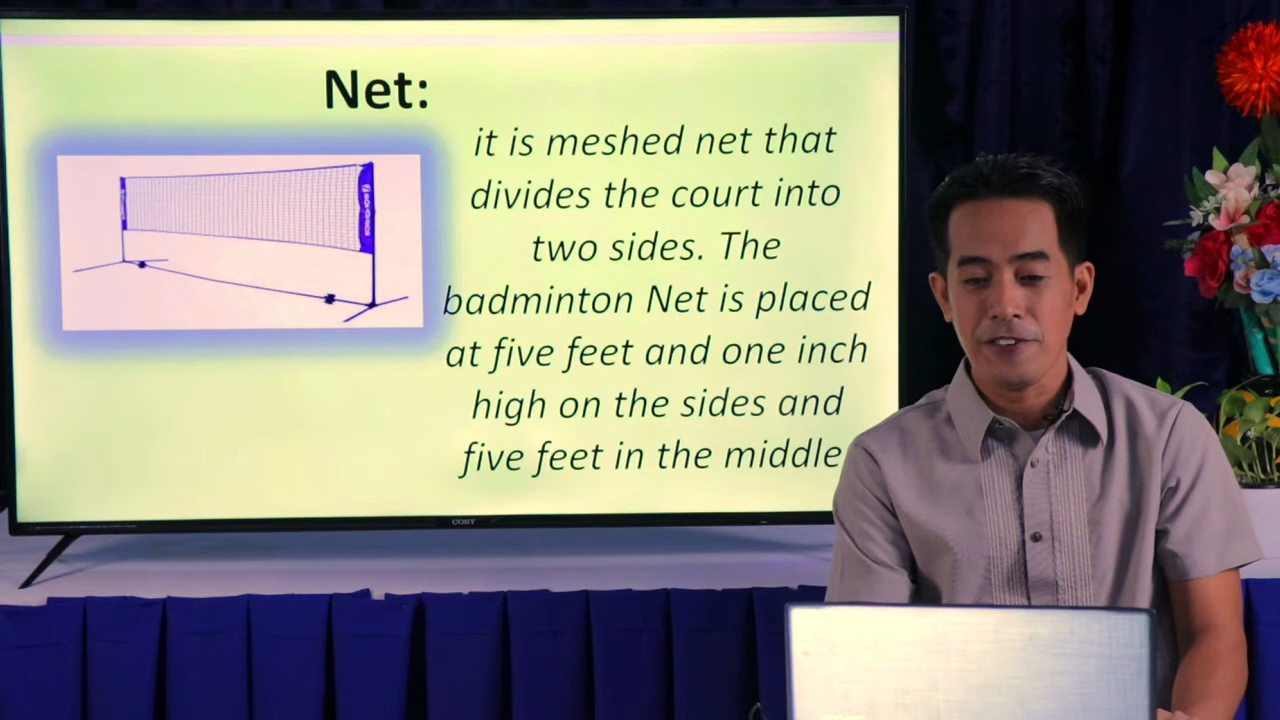 Net:
it is meshed net that
divides the court into
two sides. The
badminton Net is placed
at five feet and one inch
high on the sides and
five feet in the middle
COBY